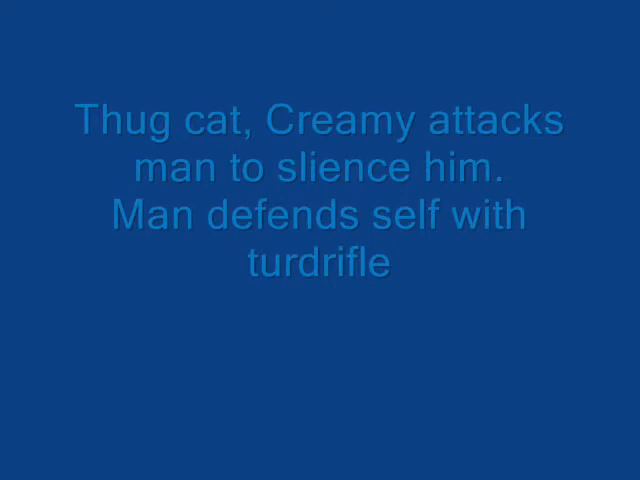 Thug cat, Creamy attacks
man to slience him.
Man defends self with
turdrifle